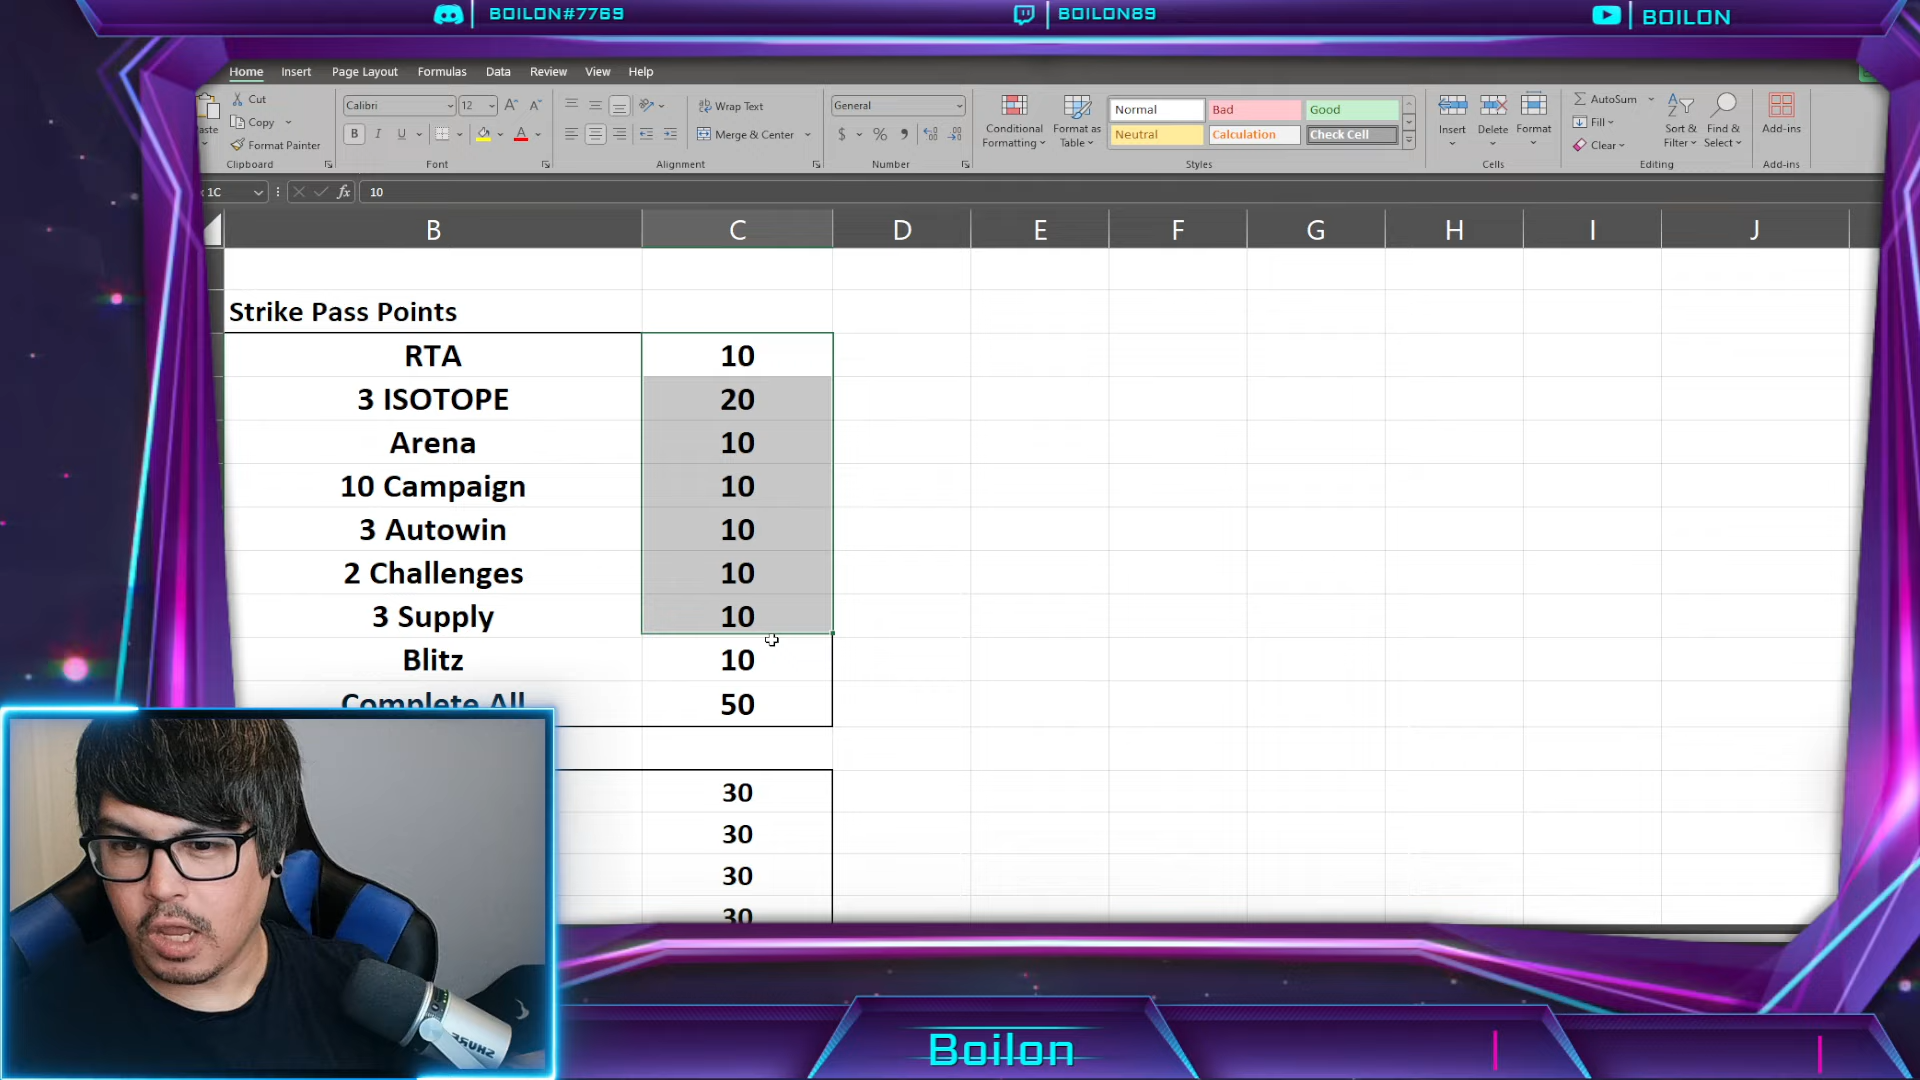 BOILON#7769
BOILON89
BOILON
Home Insert Page Layout Formulas Data Review View Help
Cut
Copy
Format Painter
Clipboard
Calibri 12
Font
Wrap Text
Merge & Center
Alignment
General
Number
Conditional Formatting
Format as Table
Normal Bad Good
Neutral Calculation Check Cell
Styles
Insert Delete Format
Cells
AutoSum
Fill
Clear
Sort & Filter
Find & Select
Editing
Add-ins
Add-ins
1C
fx 10
B C D E F G H I J
Strike Pass Points
RTA 10
3 ISOTOPE 20
Arena 10
10 Campaign 10
3 Autowin 10
2 Challenges 10
3 Supply 10
Blitz 10
Complete All 50
30
30
30
30
SHURE
Boilon